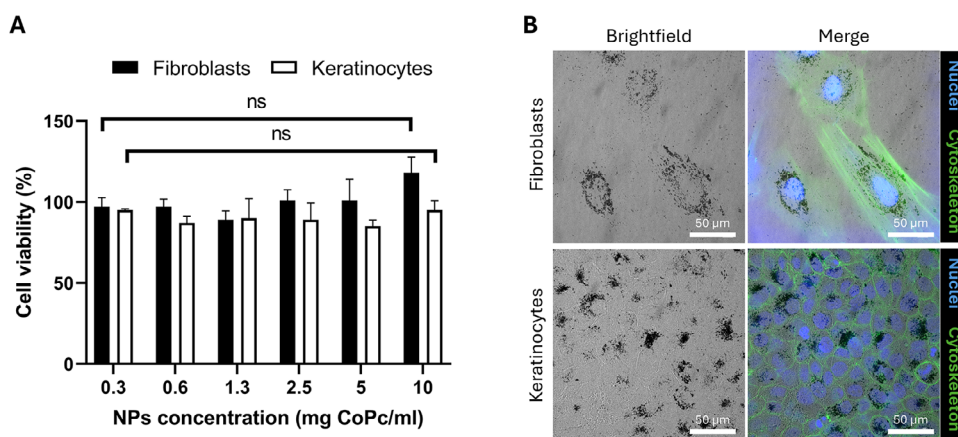 A
Fibroblasts Keratinocytes
ns
ns
150
100
50
0
Cell viability (%)
0.3 0.6 1.3 2.5 5 10
NPs concentration (mg CoPc/ml)
B
Brightfield Merge
Fibroblasts
50 µm 50 µm
Nuclei Cytoskeleton
Keratinocytes
50 µm 50 µm
Nuclei Cytoskeleton